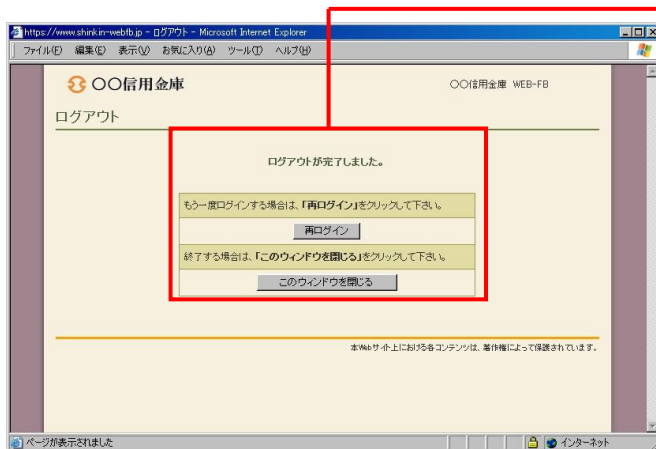 https://www.shinkin-webfb.jp - ログアウト - Microsoft Internet Explorer
ファイル(F) 編集(E) 表示(V) お気に入り(A) ツール(T) ヘルプ(H)
〇〇信用金庫
〇〇信用金庫 WEB-FB
ログアウト
ログアウトが完了しました。
もう一度ログインする場合は、「再ログイン」をクリックして下さい。
再ログイン
終了する場合は、「このウィンドウを閉じる」をクリックして下さい。
このウィンドウを閉じる
本Webサイト上における各コンテンツは、著作権によって保護されています。
ページが表示されました
インターネット